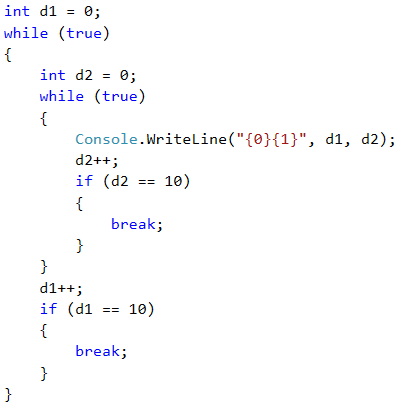 int d1 = 0;
while (true)
{
    int d2 = 0;
    while (true)
    {
        Console.WriteLine("{0}{1}", d1, d2);
        d2++;
        if (d2 == 10)
        {
            break;
        }
    }
    d1++;
    if (d1 == 10)
    {
        break;
    }
}